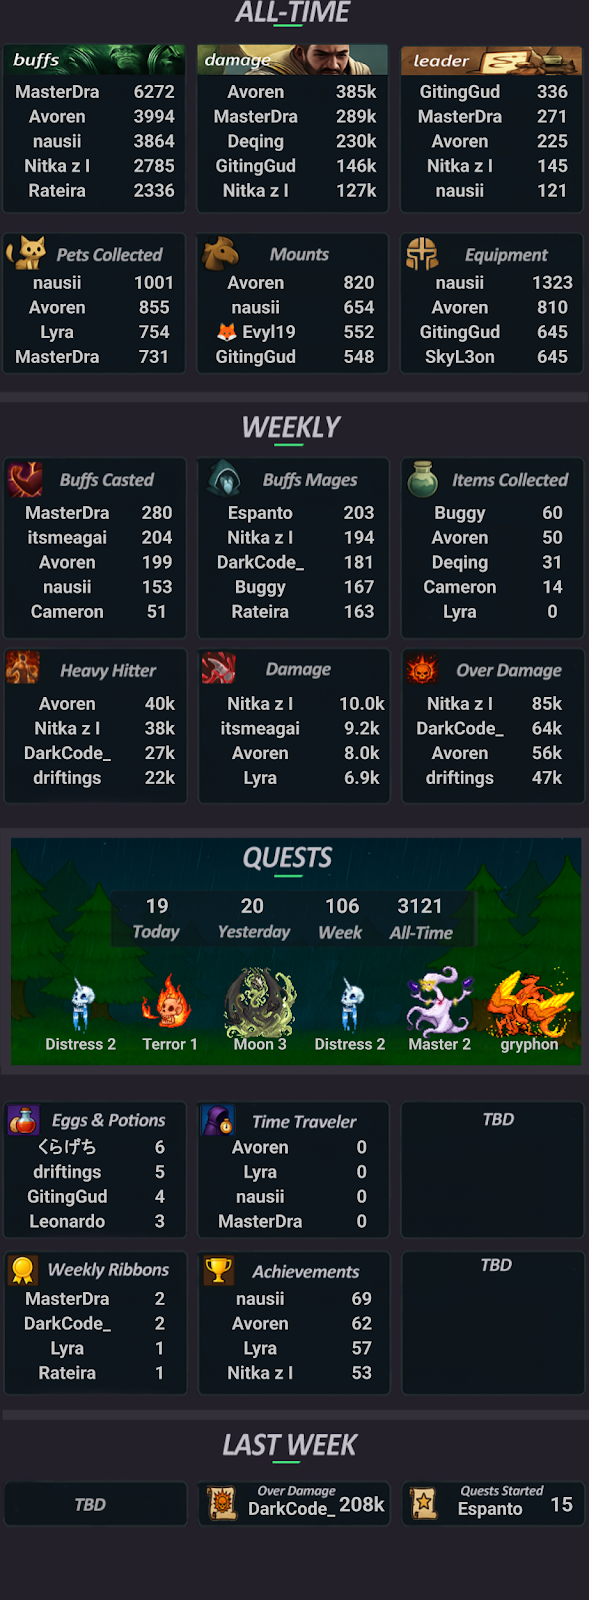 ALL-TIME
buffs
MasterDra 6272
Avoren 3994
nausii 3864
Nitka z l 2785
Rateira 2336
damage
Avoren 385k
MasterDra 289k
Deqing 230k
GitingGud 146k
Nitka z l 127k
leader
GitingGud 336
MasterDra 271
Avoren 225
Nitka z l 145
nausii 121
Pets Collected
nausii 1001
Avoren 855
Lyra 754
MasterDra 731
Mounts
Avoren 820
nausii 654
🦊 Evyl19 552
GitingGud 548
Equipment
nausii 1323
Avoren 810
GitingGud 645
SkyL3on 645
WEEKLY
Buffs Casted
MasterDra 280
itsmeagai 204
Avoren 199
nausii 153
Cameron 51
Buffs Mages
Espanto 203
Nitka z l 194
DarkCode_ 181
Buggy 167
Rateira 163
Items Collected
Buggy 60
Avoren 50
Deqing 31
Cameron 14
Lyra 0
Heavy Hitter
Avoren 40k
Nitka z l 38k
DarkCode_ 27k
driftings 22k
Damage
Nitka z l 10.0k
itsmeagai 9.2k
Avoren 8.0k
Lyra 6.9k
Over Damage
Nitka z l 85k
DarkCode_ 64k
Avoren 56k
driftings 47k
QUESTS
19 20 106 3121
Today Yesterday Week All-Time
Distress 2 Terror 1 Moon 3 Distress 2 Master 2 gryphon
Eggs & Potions
くらげち 6
driftings 5
GitingGud 4
Leonardo 3
Time Traveler
Avoren 0
Lyra 0
nausii 0
MasterDra 0
TBD
Weekly Ribbons
MasterDra 2
DarkCode_ 2
Lyra 1
Rateira 1
Achievements
nausii 69
Avoren 62
Lyra 57
Nitka z l 53
TBD
LAST WEEK
TBD
Over Damage
DarkCode_ 208k
Quests Started
Espanto 15